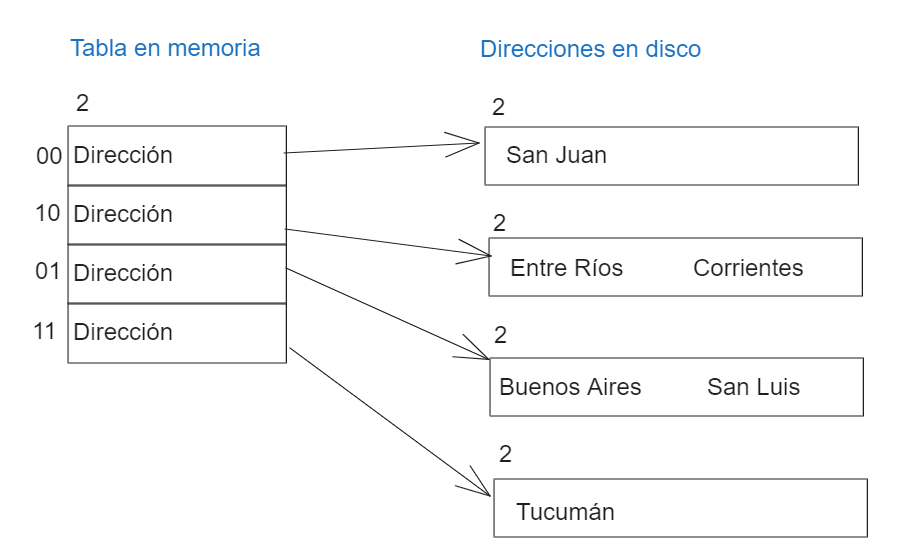 Tabla en memoria
Direcciones en disco
2
00 Dirección
10 Dirección
01 Dirección
11 Dirección
2
San Juan
2
Entre Ríos Corrientes
2
Buenos Aires San Luis
2
Tucumán